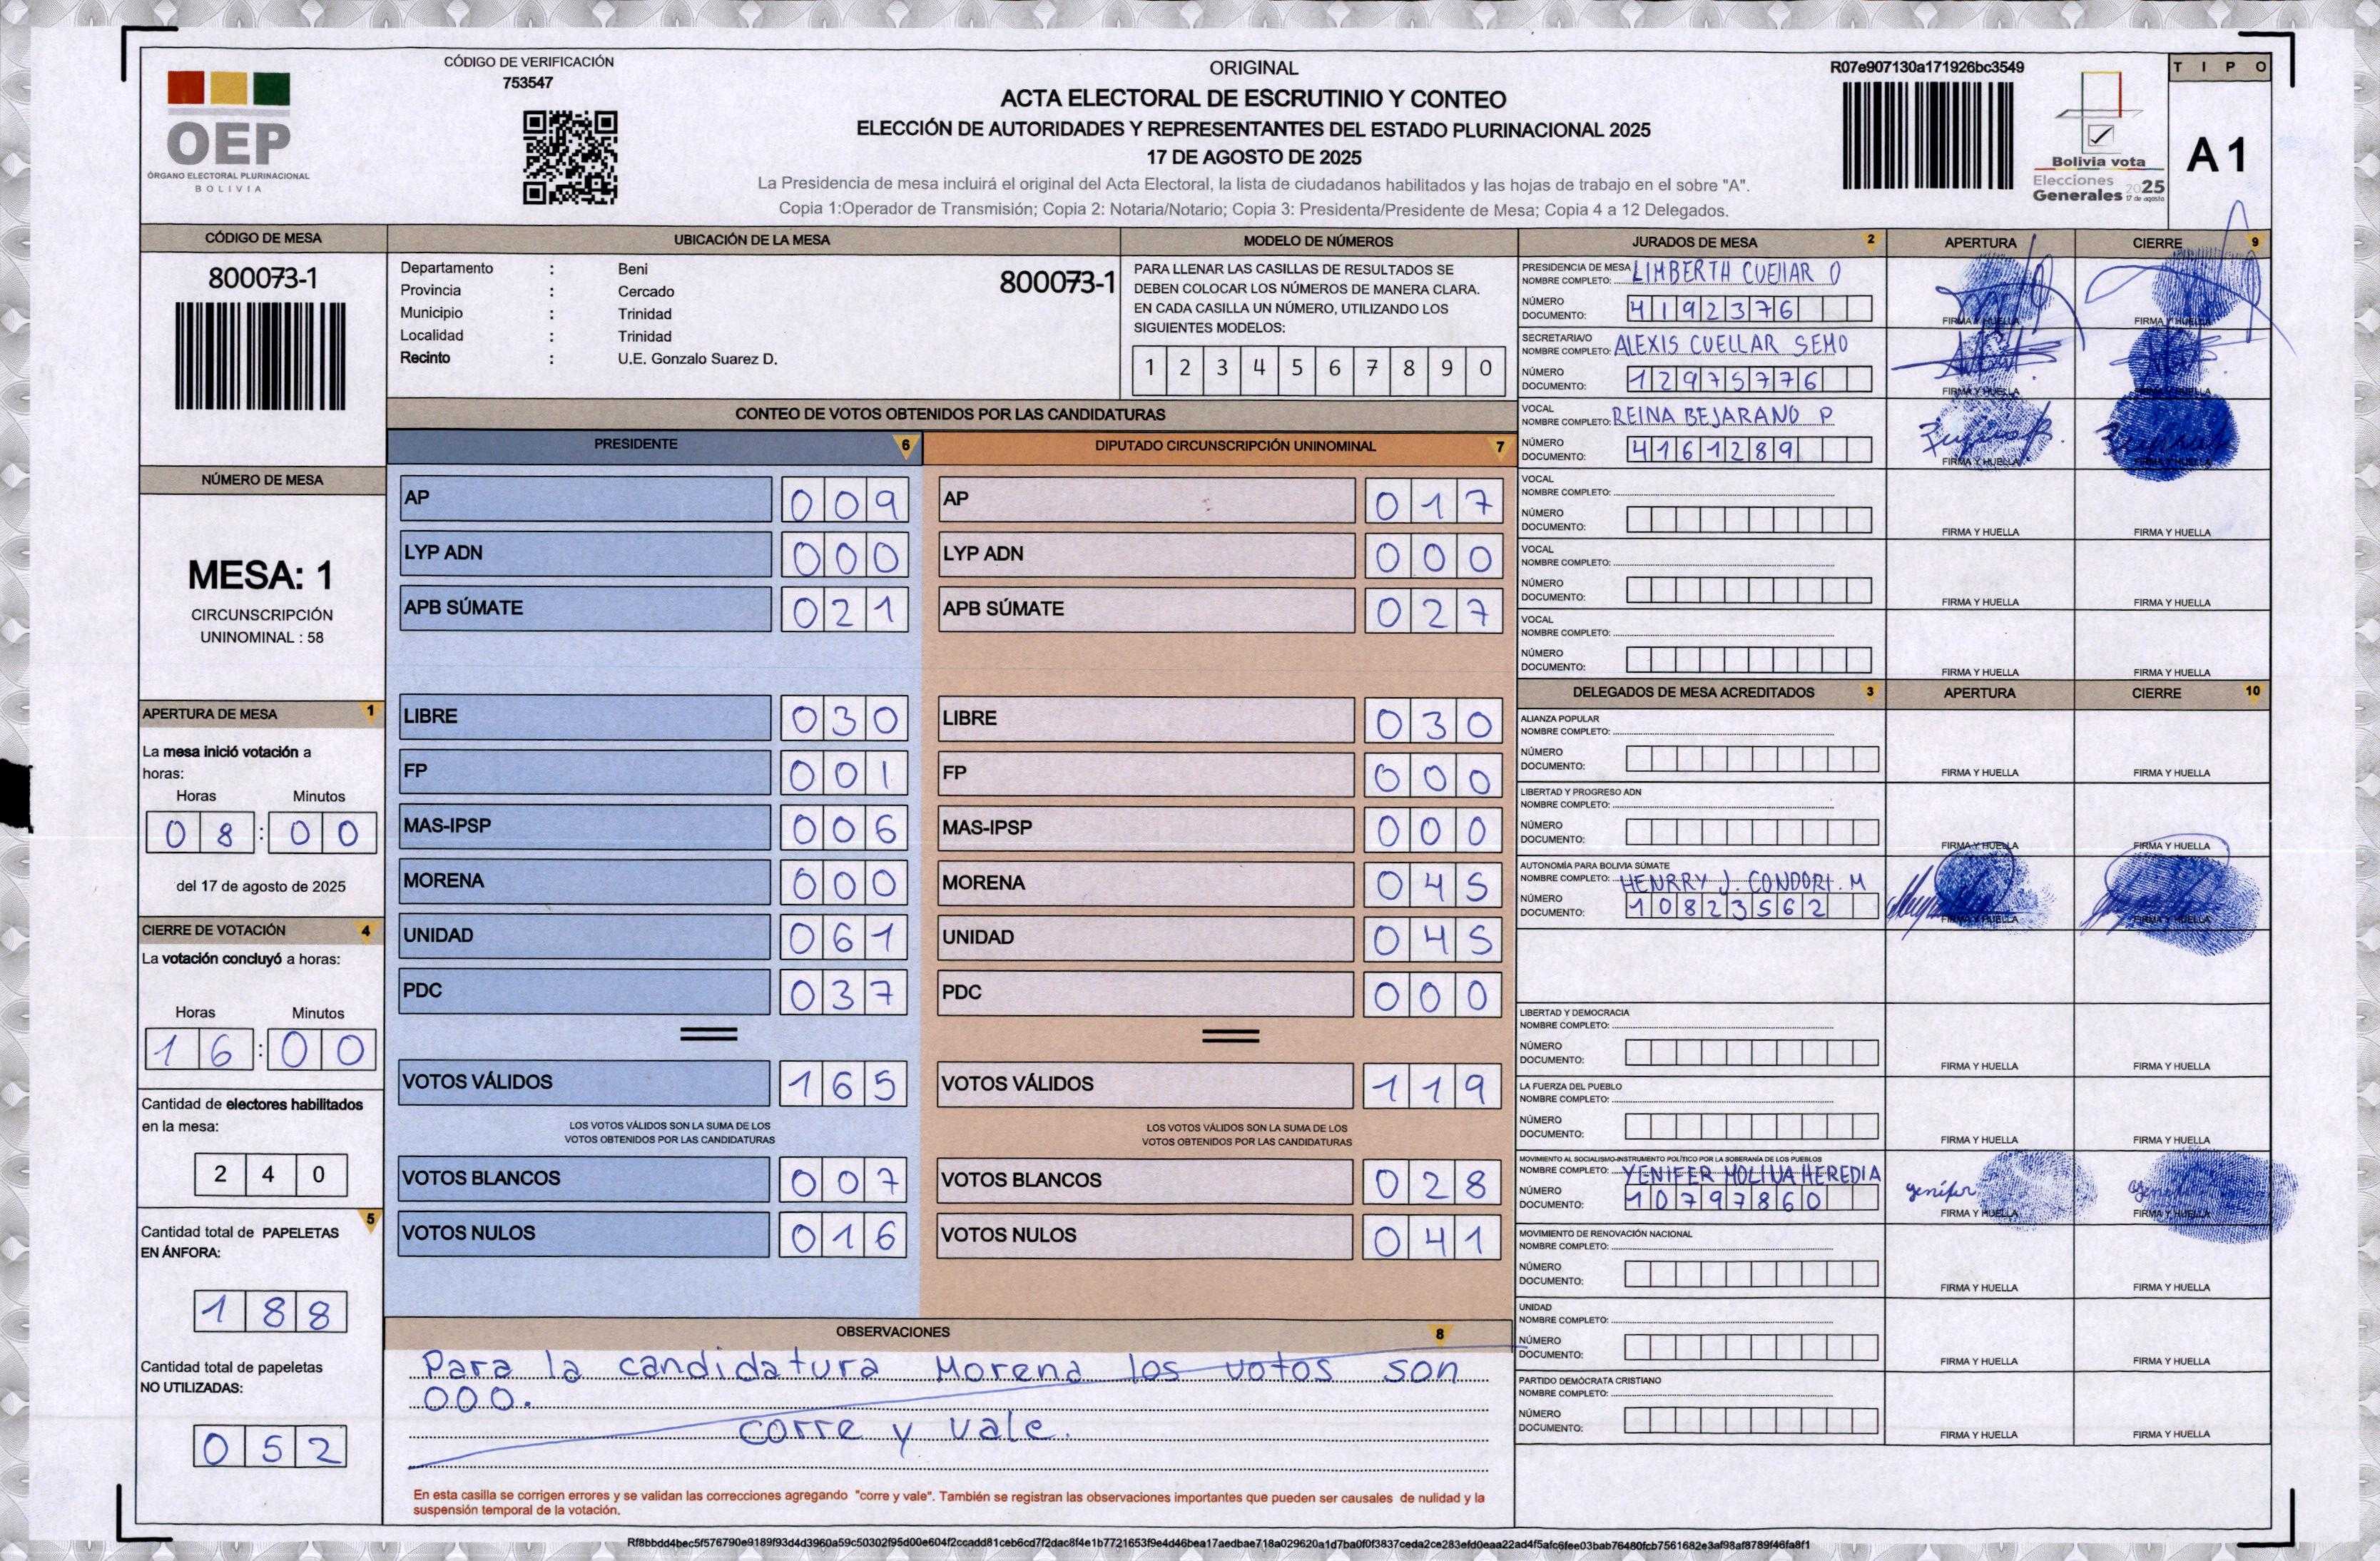 CÓDIGO DE VERIFICACIÓN
753547
OEP
ÓRGANO ELECTORAL PLURINACIONAL
BOLIVIA
ORIGINAL
ACTA ELECTORAL DE ESCRUTINIO Y CONTEO
ELECCIÓN DE AUTORIDADES Y REPRESENTANTES DEL ESTADO PLURINACIONAL 2025
17 DE AGOSTO DE 2025
La Presidencia de mesa incluirá el original del Acta Electoral, la lista de ciudadanos habilitados y las hojas de trabajo en el sobre "A".
Copia 1:Operador de Transmisión; Copia 2: Notaria/Notario; Copia 3: Presidenta/Presidente de Mesa; Copia 4 a 12 Delegados.
R07e907130a171926bc3549
Bolivia vota
Elecciones
Generales 2025
17 de agosto
TIPO
A1
CÓDIGO DE MESA
800073-1
NÚMERO DE MESA
MESA: 1
CIRCUNSCRIPCIÓN
UNINOMINAL : 58
APERTURA DE MESA 1
La mesa inició votación a
horas:
Horas Minutos
08:00
del 17 de agosto de 2025
CIERRE DE VOTACIÓN 4
La votación concluyó a horas:
Horas Minutos
16:00
Cantidad de electores habilitados
en la mesa:
240
5
Cantidad total de PAPELETAS
EN ÁNFORA:
188
Cantidad total de papeletas
NO UTILIZADAS:
052
UBICACIÓN DE LA MESA
Departamento : Beni
800073-1
Provincia : Cercado
Municipio : Trinidad
Localidad : Trinidad
Recinto : U.E. Gonzalo Suarez D.
MODELO DE NÚMEROS
PARA LLENAR LAS CASILLAS DE RESULTADOS SE
DEBEN COLOCAR LOS NÚMEROS DE MANERA CLARA.
EN CADA CASILLA UN NÚMERO, UTILIZANDO LOS
SIGUIENTES MODELOS:
1 2 3 4 5 6 7 8 9 0
CONTEO DE VOTOS OBTENIDOS POR LAS CANDIDATURAS
PRESIDENTE 6
AP 009
LYP ADN 000
APB SÚMATE 021
LIBRE 030
FP 001
MAS-IPSP 006
MORENA 000
UNIDAD 061
PDC 037
=
VOTOS VÁLIDOS 165
LOS VOTOS VÁLIDOS SON LA SUMA DE LOS
VOTOS OBTENIDOS POR LAS CANDIDATURAS
VOTOS BLANCOS 007
VOTOS NULOS 016
DIPUTADO CIRCUNSCRIPCIÓN UNINOMINAL 7
AP 017
LYP ADN 000
APB SÚMATE 027
LIBRE 030
FP 000
MAS-IPSP 000
MORENA 045
UNIDAD 045
PDC 000
=
VOTOS VÁLIDOS 119
LOS VOTOS VÁLIDOS SON LA SUMA DE LOS
VOTOS OBTENIDOS POR LAS CANDIDATURAS
VOTOS BLANCOS 028
VOTOS NULOS 041
OBSERVACIONES 8
Para la candidatura Morena los votos son
000.
corre y vale.
En esta casilla se corrigen errores y se validan las correcciones agregando "corre y vale". También se registran las observaciones importantes que pueden ser causales de nulidad y la
suspensión temporal de la votación.
JURADOS DE MESA 2 APERTURA CIERRE 9
PRESIDENCIA DE MESA
NOMBRE COMPLETO: LIMBERTH CUELLAR O
NÚMERO
DOCUMENTO: 4192376
FIRMA Y HUELLA FIRMA Y HUELLA
SECRETARIA/O
NOMBRE COMPLETO: ALEXIS CUELLAR SEMO
NÚMERO
DOCUMENTO: 12975776
FIRMA Y HUELLA FIRMA Y HUELLA
VOCAL
NOMBRE COMPLETO: REINA BEJARANO P
NÚMERO
DOCUMENTO: 4161289
FIRMA Y HUELLA FIRMA Y HUELLA
VOCAL
NOMBRE COMPLETO:
NÚMERO
DOCUMENTO:
FIRMA Y HUELLA FIRMA Y HUELLA
VOCAL
NOMBRE COMPLETO:
NÚMERO
DOCUMENTO:
FIRMA Y HUELLA FIRMA Y HUELLA
VOCAL
NOMBRE COMPLETO:
NÚMERO
DOCUMENTO:
FIRMA Y HUELLA FIRMA Y HUELLA
DELEGADOS DE MESA ACREDITADOS 3 APERTURA CIERRE 10
ALIANZA POPULAR
NOMBRE COMPLETO:
NÚMERO
DOCUMENTO:
FIRMA Y HUELLA FIRMA Y HUELLA
LIBERTAD Y PROGRESO ADN
NOMBRE COMPLETO:
NÚMERO
DOCUMENTO:
FIRMA Y HUELLA FIRMA Y HUELLA
AUTONOMÍA PARA BOLIVIA SÚMATE
NOMBRE COMPLETO: HENRRY J. CONDORI. M
NÚMERO
DOCUMENTO: 10823562
FIRMA Y HUELLA FIRMA Y HUELLA
LIBERTAD Y DEMOCRACIA
NOMBRE COMPLETO:
NÚMERO
DOCUMENTO:
FIRMA Y HUELLA FIRMA Y HUELLA
LA FUERZA DEL PUEBLO
NOMBRE COMPLETO:
NÚMERO
DOCUMENTO:
FIRMA Y HUELLA FIRMA Y HUELLA
MOVIMIENTO AL SOCIALISMO-INSTRUMENTO POLÍTICO POR LA SOBERANÍA DE LOS PUEBLOS
NOMBRE COMPLETO: YENIFER MOLINA HEREDIA
NÚMERO
DOCUMENTO: 10797860
Yenifer
FIRMA Y HUELLA FIRMA Y HUELLA
MOVIMIENTO DE RENOVACIÓN NACIONAL
NOMBRE COMPLETO:
NÚMERO
DOCUMENTO:
FIRMA Y HUELLA FIRMA Y HUELLA
UNIDAD
NOMBRE COMPLETO:
NÚMERO
DOCUMENTO:
FIRMA Y HUELLA FIRMA Y HUELLA
PARTIDO DEMÓCRATA CRISTIANO
NOMBRE COMPLETO:
NÚMERO
DOCUMENTO:
FIRMA Y HUELLA FIRMA Y HUELLA